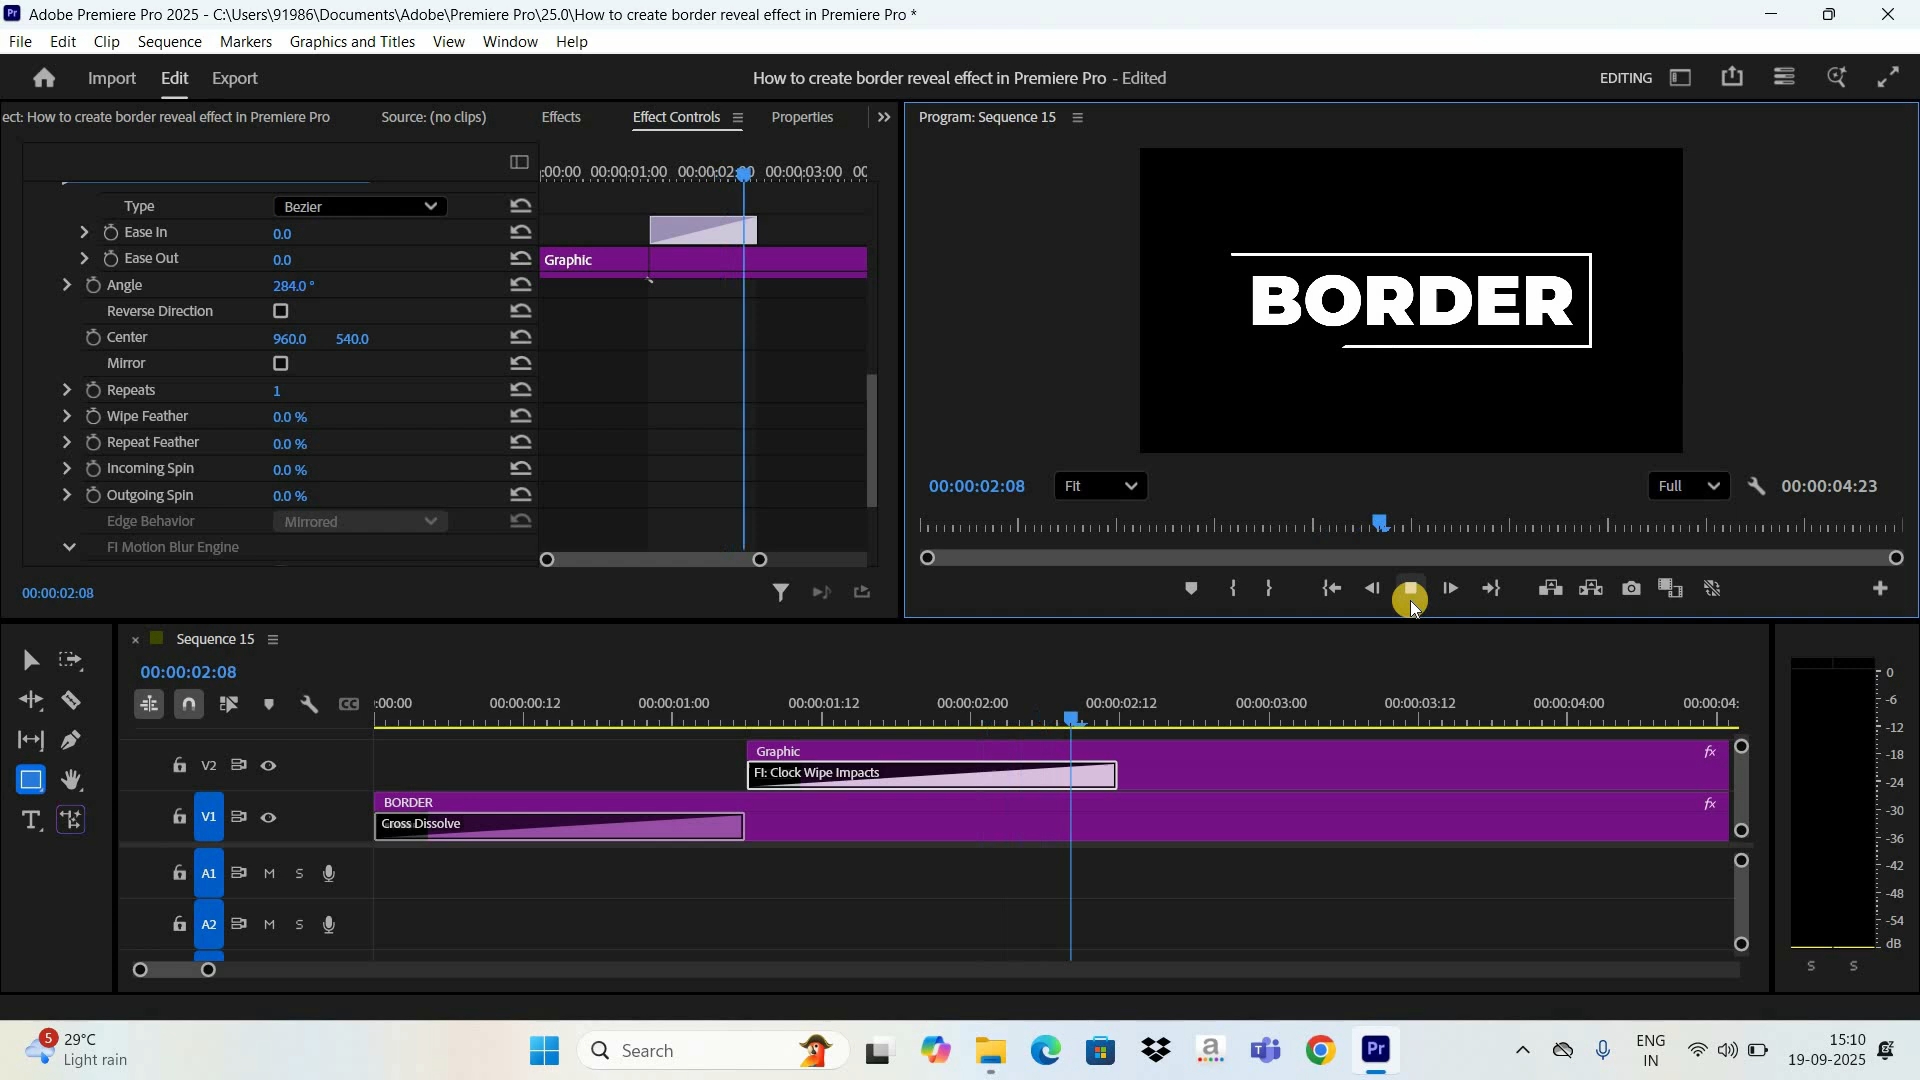 Pr Adobe Premiere Pro 2025 - C:\Users\91986\Documents\Adobe\Premiere Pro\25.0\How to create border reveal effect in Premiere Pro *
File Edit Clip Sequence Markers Graphics and Titles View Window Help
Import Edit Export How to create border reveal effect in Premiere Pro - Edited EDITING
ect: How to create border reveal effect in Premiere Pro Source: (no clips) Effects Effect Controls Properties
:00:00 00:00:01:00 00:00:02:00 00:00:03:00 00
Type Bezier
Ease In 0.0
Ease Out 0.0
Graphic
Angle 284.0 °
Reverse Direction
Center 960.0 540.0
Mirror
Repeats 1
Wipe Feather 0.0 %
Repeat Feather 0.0 %
Incoming Spin 0.0 %
Outgoing Spin 0.0 %
Edge Behavior Mirrored
FI Motion Blur Engine
00:00:02:08
Program: Sequence 15
BORDER
00:00:02:08 Fit Full 00:00:04:23
× Sequence 15
00:00:02:08
:00:00 00:00:00:12 00:00:01:00 00:00:01:12 00:00:02:00 00:00:02:12 00:00:03:00 00:00:03:12 00:00:04:00 00:00:04:
V2 Graphic fx
FI: Clock Wipe Impacts
V1 BORDER fx
Cross Dissolve
A1 M S
A2 M S
0
-6
-12
-18
-24
-30
-36
-42
-48
-54
dB
S S
5 29°C
Light rain
Search
ENG
IN
15:10
19-09-2025